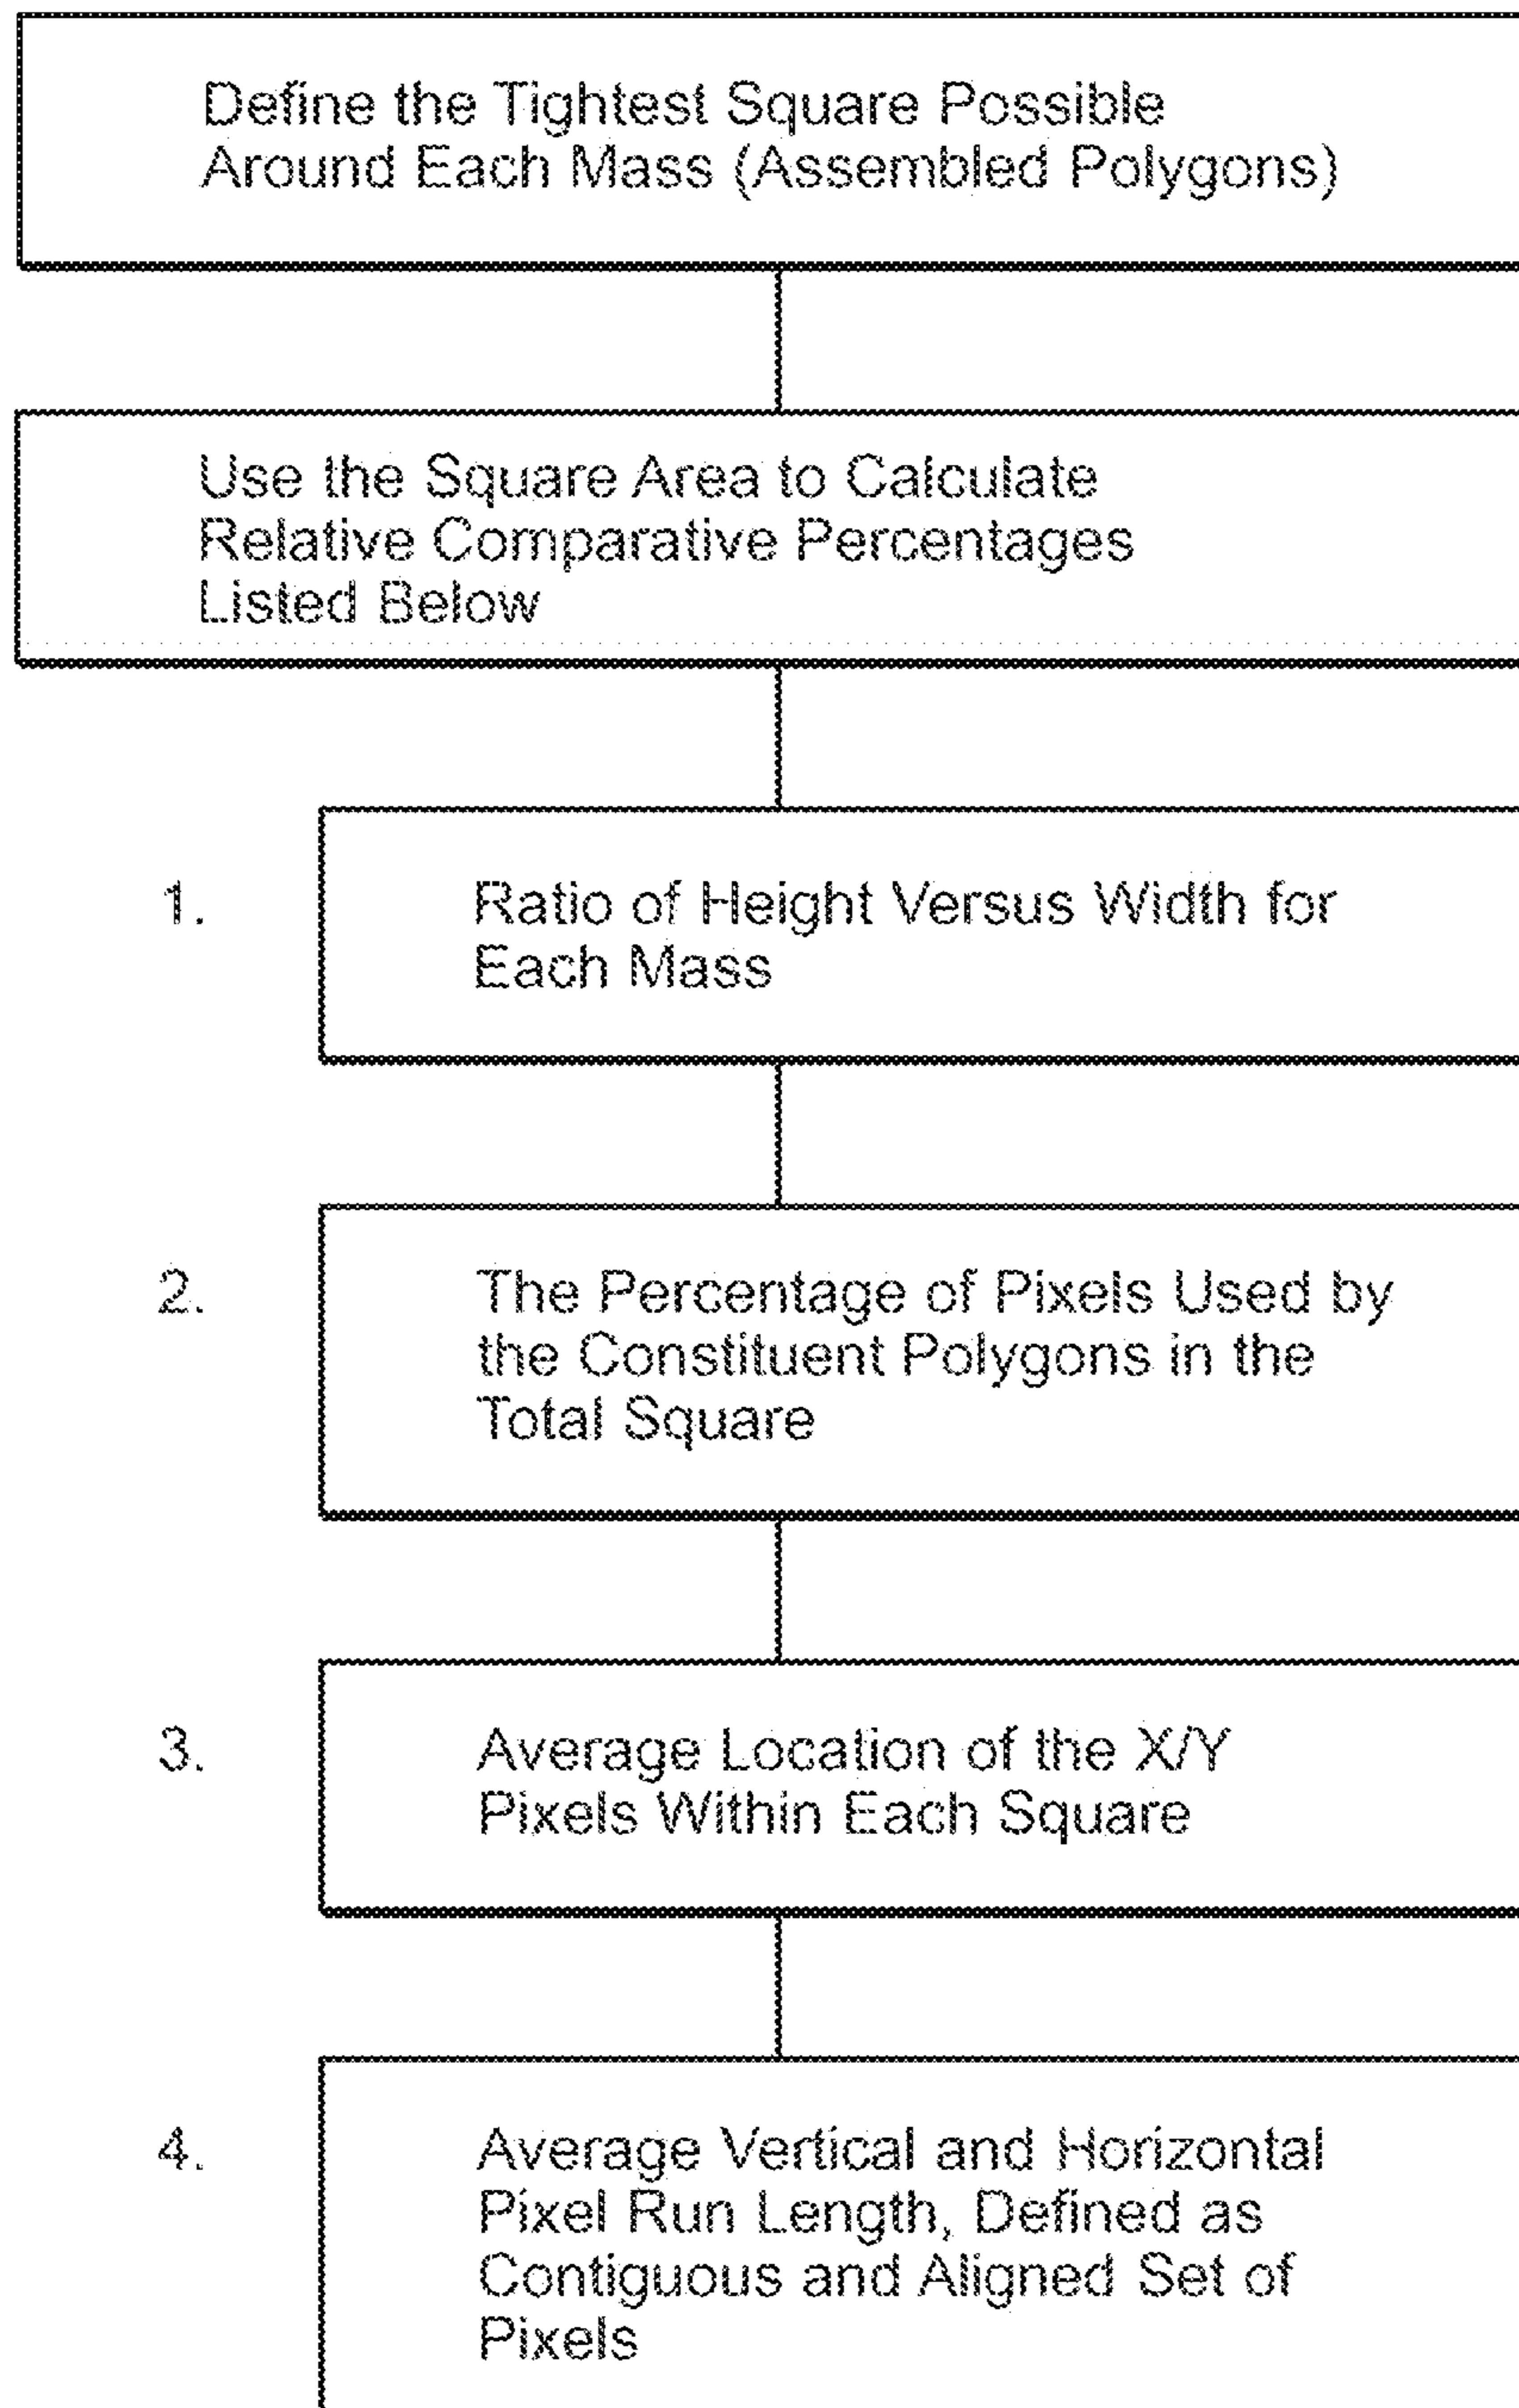 Define the Tightest Square Possible
Around Each Mass (Assembled Polygons)
Use the Square Area to Calculate
Relative Comparative Percentages
Listed Below
1.
Ratio of Height Versus Width for
Each Mass
2.
The Percentage of Pixels Used by
the Constituent Polygons in the
Total Square
3.
Average Location of the X/Y
Pixels Within Each Square
4.
Average Vertical and Horizontal
Pixel Run Length, Defined as
Contiguous and Aligned Set of
Pixels